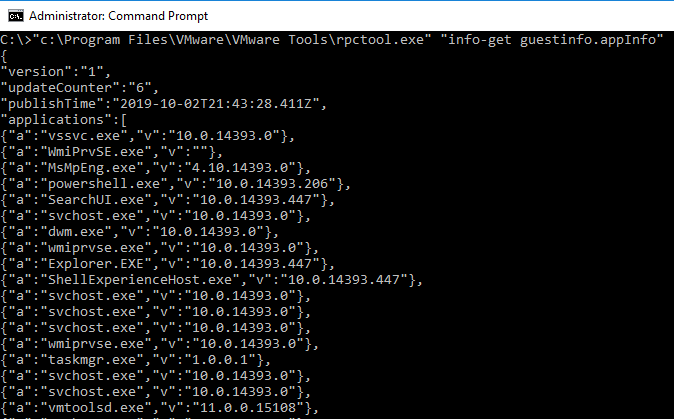 Administrator: Command Prompt
C:\>"c:\Program Files\VMware\VMware Tools\rpctool.exe" "info-get guestinfo.appInfo"
{
"version":"1",
"updateCounter":"6",
"publishTime":"2019-10-02T21:43:28.411Z",
"applications":[
{"a":"vssvc.exe","v":"10.0.14393.0"},
{"a":"WmiPrvSE.exe","v":""},
{"a":"MsMpEng.exe","v":"4.10.14393.0"},
{"a":"powershell.exe","v":"10.0.14393.206"},
{"a":"SearchUI.exe","v":"10.0.14393.447"},
{"a":"svchost.exe","v":"10.0.14393.0"},
{"a":"dwm.exe","v":"10.0.14393.0"},
{"a":"wmiprvse.exe","v":"10.0.14393.0"},
{"a":"Explorer.EXE","v":"10.0.14393.447"},
{"a":"ShellExperienceHost.exe","v":"10.0.14393.447"},
{"a":"svchost.exe","v":"10.0.14393.0"},
{"a":"svchost.exe","v":"10.0.14393.0"},
{"a":"svchost.exe","v":"10.0.14393.0"},
{"a":"wmiprvse.exe","v":"10.0.14393.0"},
{"a":"taskmgr.exe","v":"1.0.0.1"},
{"a":"svchost.exe","v":"10.0.14393.0"},
{"a":"svchost.exe","v":"10.0.14393.0"},
{"a":"vmtoolsd.exe","v":"11.0.0.15108"},